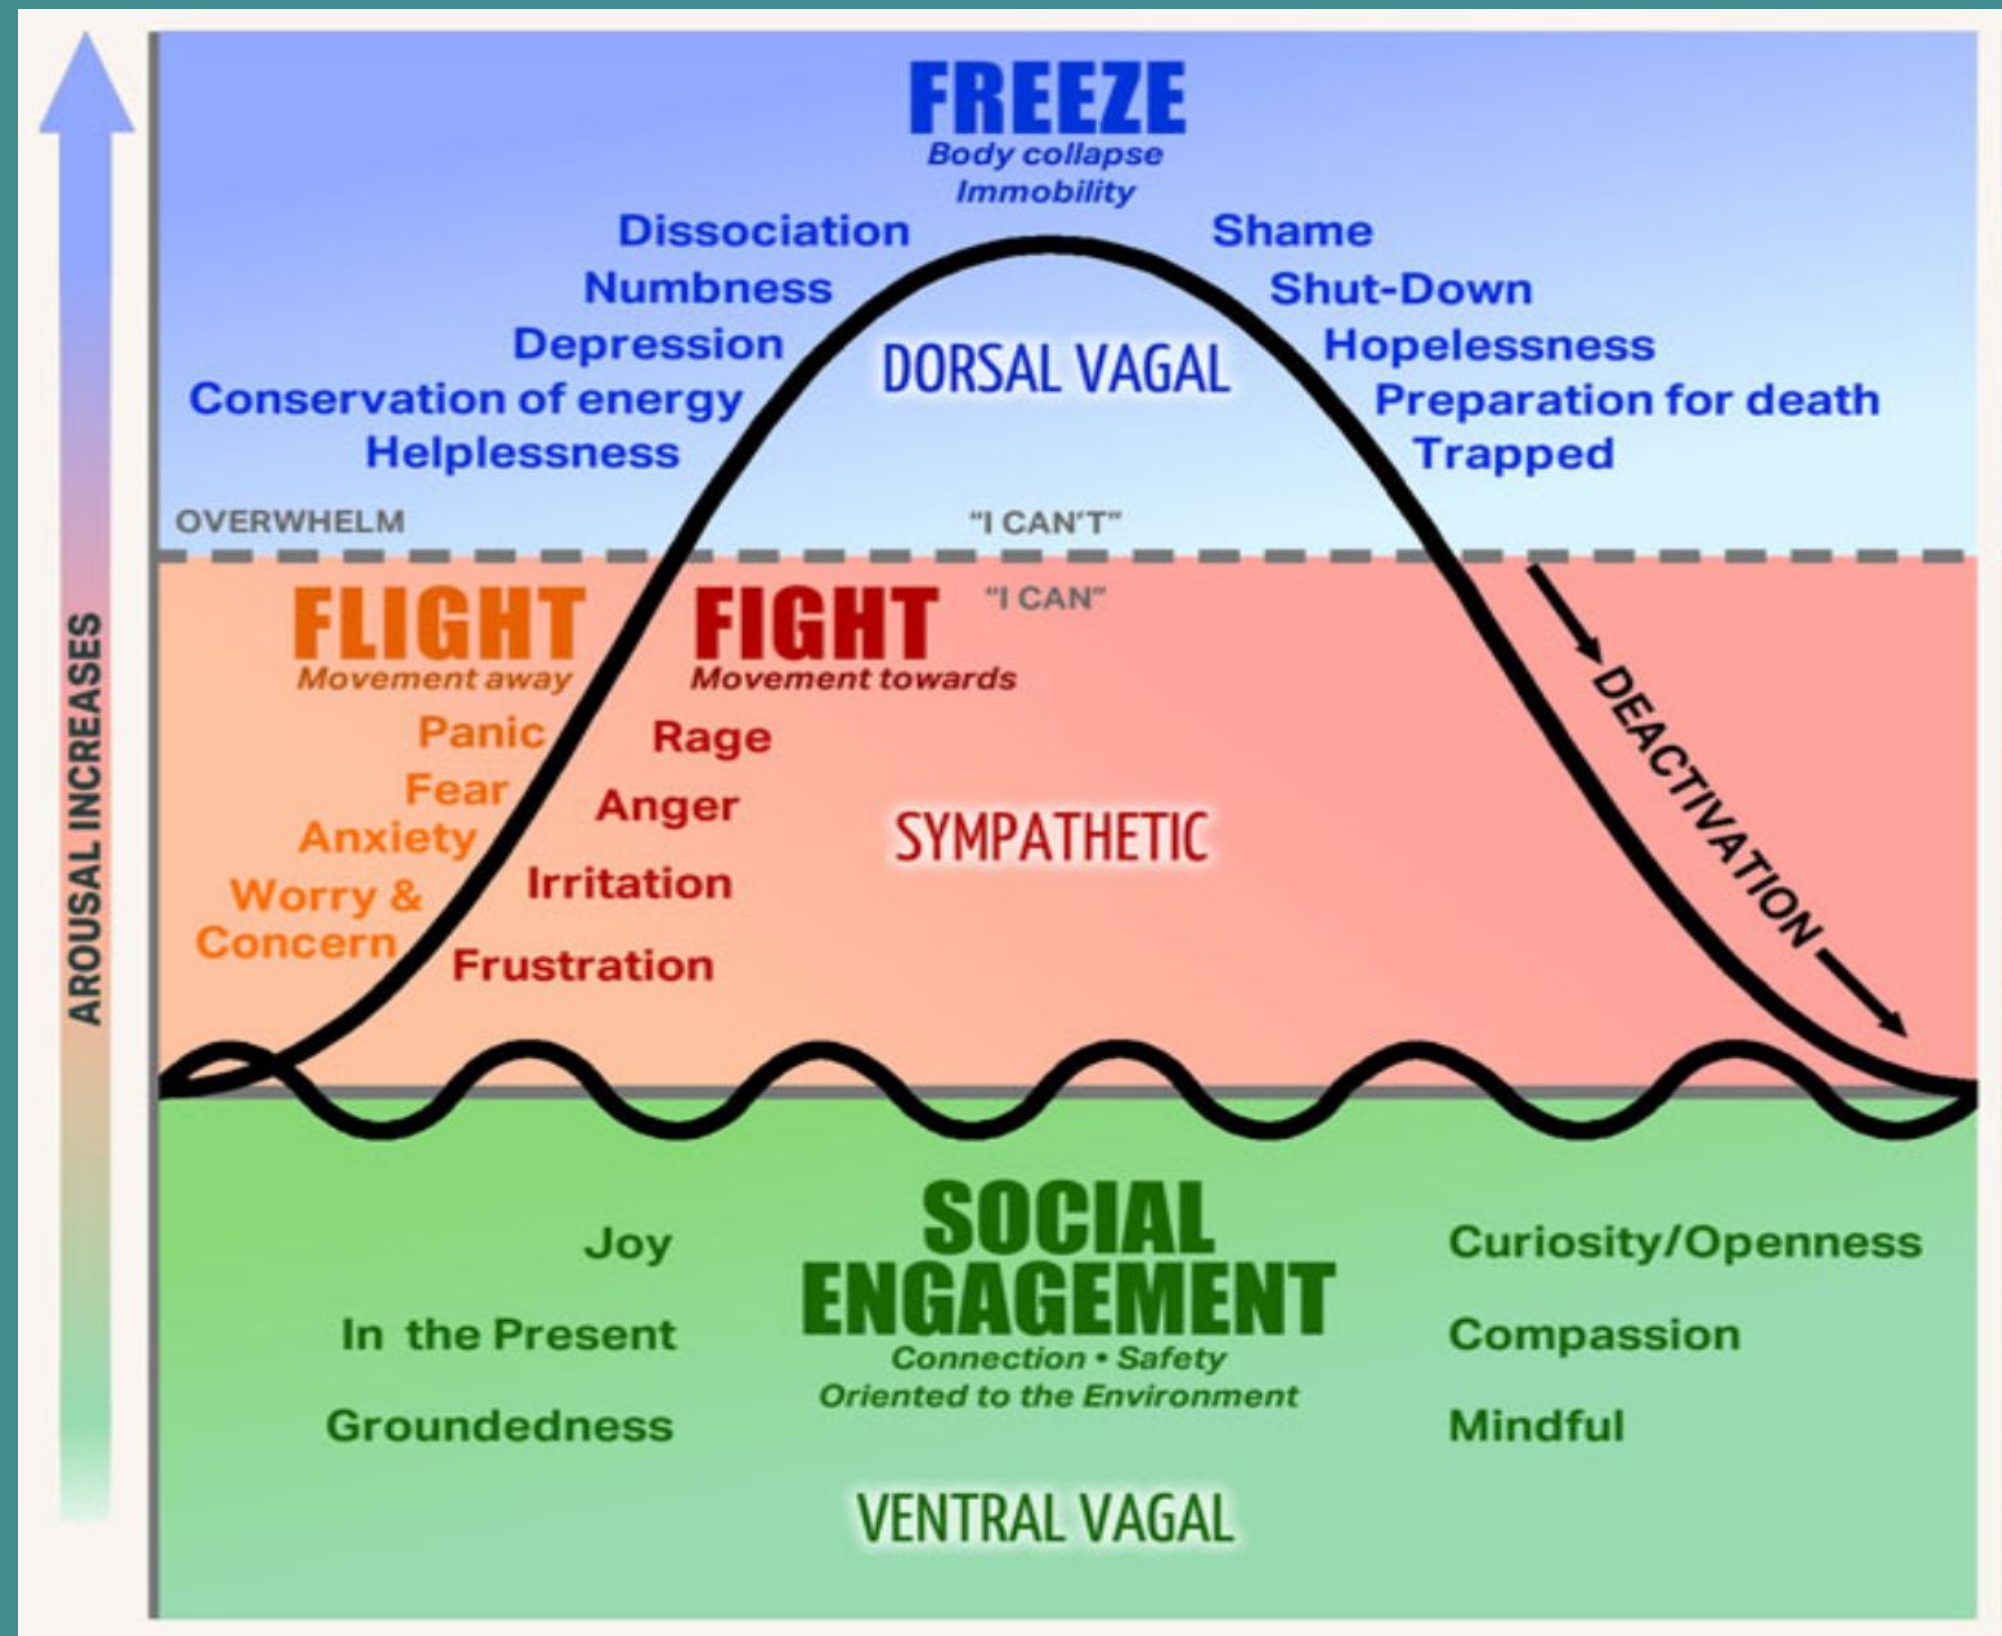 FREEZE
Body collapse
Immobility
Dissociation
Shame
Numbness
Shut-Down
Depression
DORSAL VAGAL
Hopelessness
Conservation of energy
Preparation for death
Helplessness
Trapped
OVERWHELM
"I CAN'T"
AROUSAL INCREASES
FLIGHT
Movement away
Panic
Fear
Anxiety
Worry &
Concern
FIGHT
Movement towards
"I CAN"
Rage
Anger
Irritation
Frustration
SYMPATHETIC
DEACTIVATION
Joy
In the Present
Groundedness
SOCIAL
ENGAGEMENT
Connection • Safety
Oriented to the Environment
Curiosity/Openness
Compassion
Mindful
VENTRAL VAGAL